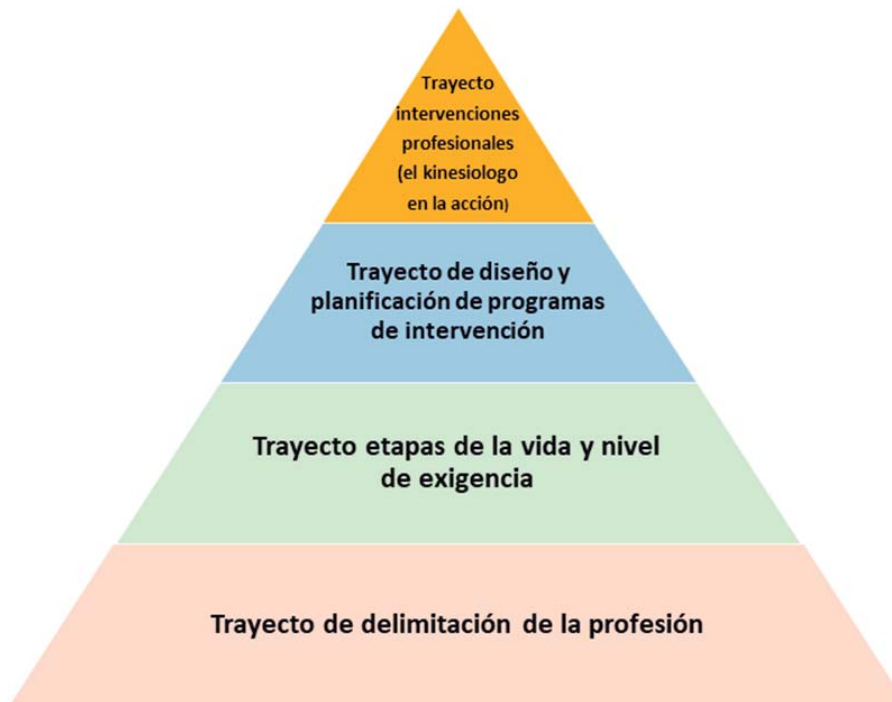 Trayecto
intervenciones
profesionales
(el kinesiologo
en la acción)
Trayecto de diseño y
planificación de programas
de intervención
Trayecto etapas de la vida y nivel
de exigencia
Trayecto de delimitación de la profesión